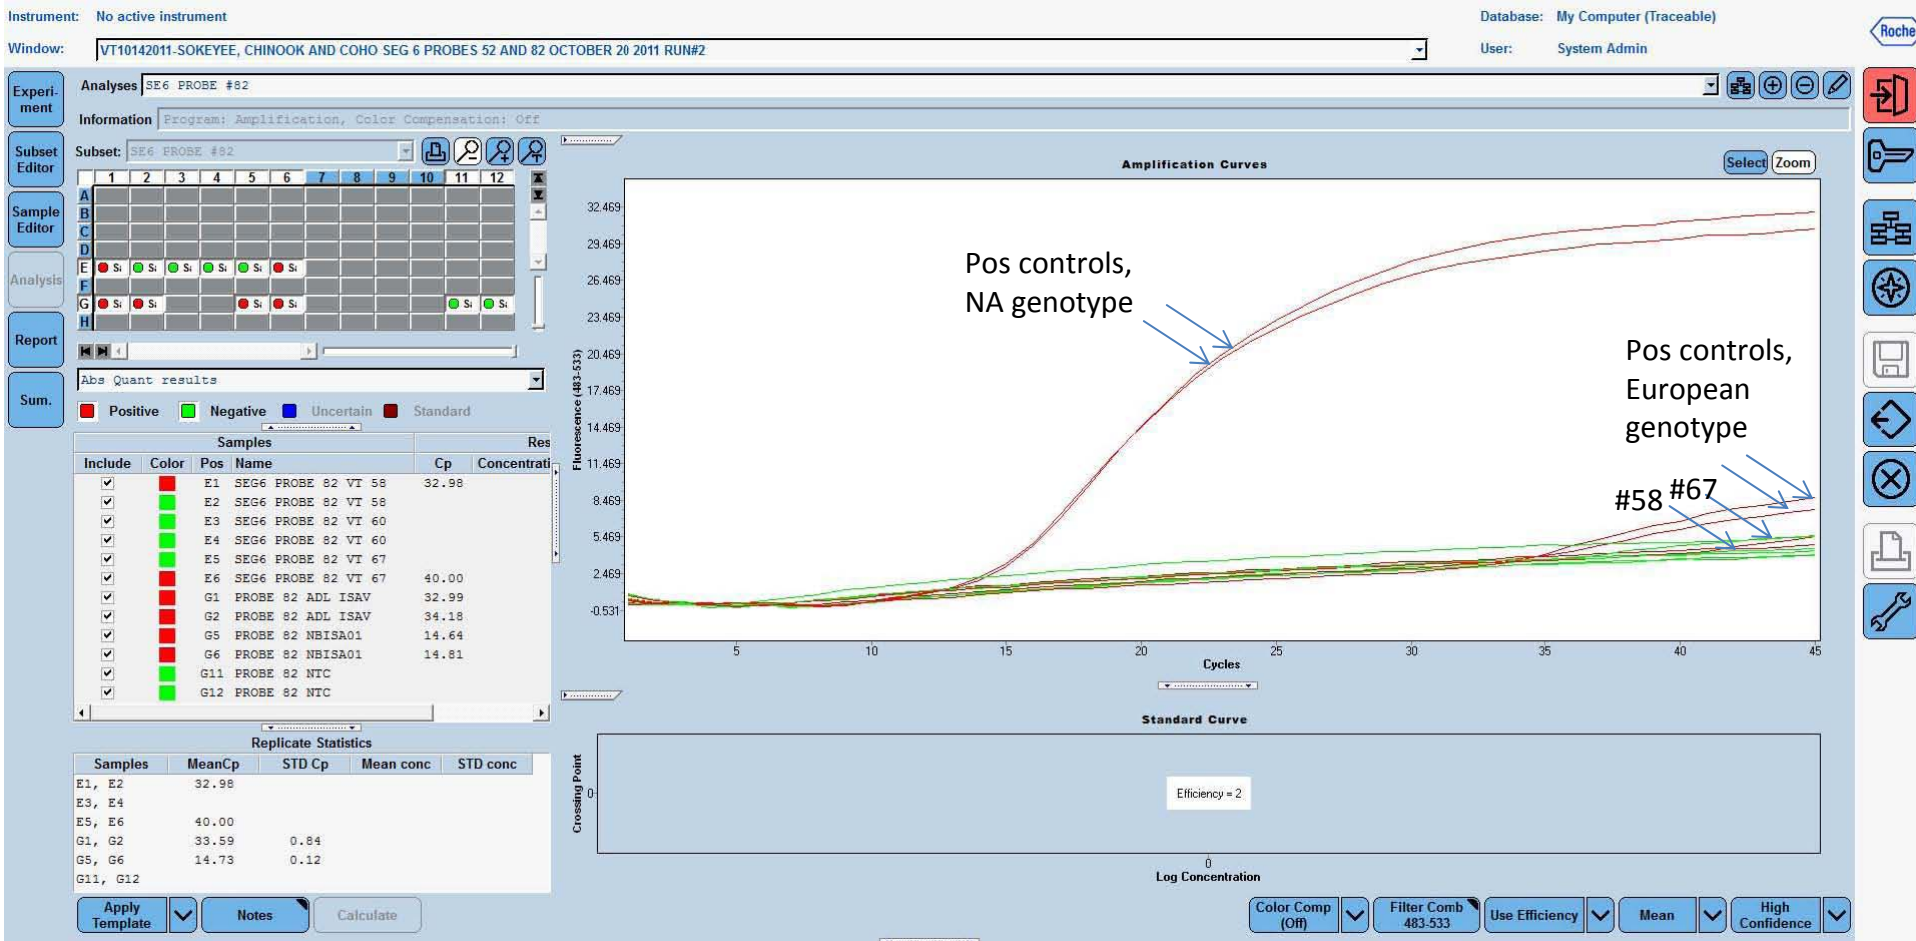 Instrument: No active instrument
Database: My Computer (Traceable)
Window: VT10142011-SOKEYEE, CHINOOK AND COHO SEG 6 PROBES 52 AND 82 OCTOBER 20 2011 RUN#2
User: System Admin
Roche
Experi-
ment
Subset
Editor
Sample
Editor
Analysis
Report
Sum.
Analyses SE6 PROBE #82
Information Program: Amplification, Color Compensation: Off
Subset: SE6 PROBE #82
1 2 3 4 5 6 7 8 9 10 11 12
A
B
C
D
E Sa Sa Sa Sa Sa Sa
F
G Sa Sa Sa Sa Sa Sa
H
Abs Quant results
Positive Negative Uncertain Standard
Samples Res
Include Color Pos Name Cp Concentrati
E1 SEG6 PROBE 82 VT 58 32.98
E2 SEG6 PROBE 82 VT 58
E3 SEG6 PROBE 82 VT 60
E4 SEG6 PROBE 82 VT 60
E5 SEG6 PROBE 82 VT 67
E6 SEG6 PROBE 82 VT 67 40.00
G1 PROBE 82 ADL ISAV 32.99
G2 PROBE 82 ADL ISAV 34.18
G5 PROBE 82 NBISA01 14.64
G6 PROBE 82 NBISA01 14.81
G11 PROBE 82 NTC
G12 PROBE 82 NTC
Replicate Statistics
Samples MeanCp STD Cp Mean conc STD conc
E1, E2 32.98
E3, E4
E5, E6 40.00
G1, G2 33.59 0.84
G5, G6 14.73 0.12
G11, G12
Apply
Template
Notes
Calculate
Amplification Curves
Select Zoom
Fluorescence (483-533)
32.469
29.469
26.469
23.469
20.469
17.469
14.469
11.469
8.469
5.469
2.469
-0.531
Pos controls,
NA genotype
Pos controls,
European
genotype
#58 #67
5 10 15 20 25 30 35 40 45
Cycles
Standard Curve
Crossing Point
0
Efficiency = 2
0
Log Concentration
Color Comp
(Off)
Filter Comb
483-533
Use Efficiency
Mean
High
Confidence